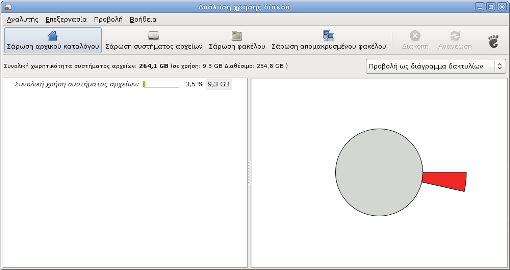 Ανάλυση χρήσης δίσκου
Αναλυτής Επεξεργασία Προβολή Βοήθεια
Σάρωση αρχικού καταλόγου Σάρωση συστήματος αρχείων Σάρωση φακέλου Σάρωση απομακρυσμένου φακέλου Διακοπή Ανανέωση
Συνολική χωρητικότητα συστήματος αρχείων: 264,1 GB (σε χρήση: 9,3 GB Διαθέσιμο: 254,8 GB )
Προβολή ως διάγραμμα δακτυλίων
Συνολική χρήση συστήματος αρχείων: 3,5 % 9,3 GB